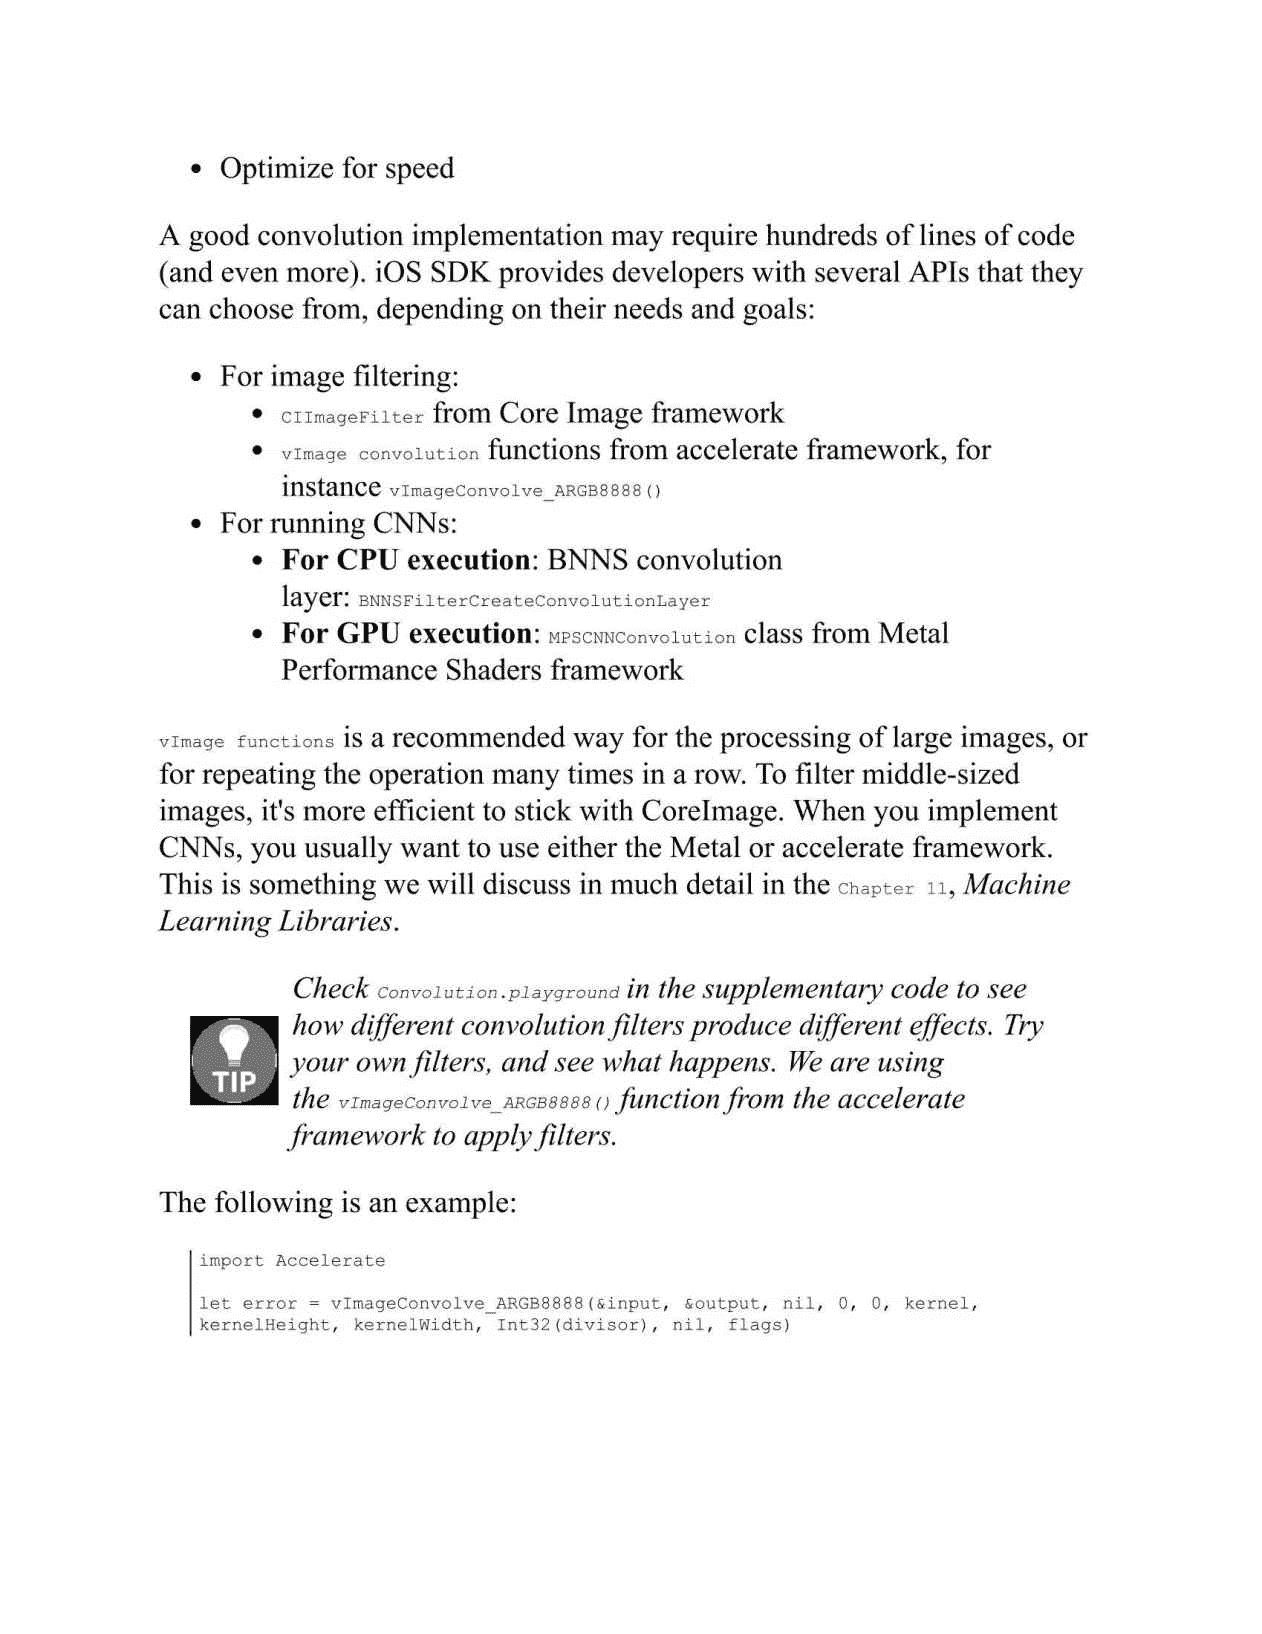 • Optimize for speed
A good convolution implementation may require hundreds of lines of code
(and even more). iOS SDK provides developers with several APIs that they
can choose from, depending on their needs and goals:
• For image filtering:
• CIImageFilter from Core Image framework
• vImage convolution functions from accelerate framework, for
instance vImageConvolve_ARGB8888()
• For running CNNs:
• For CPU execution: BNNS convolution
layer: BNNSFilterCreateConvolutionLayer
• For GPU execution: MPSCNNConvolution class from Metal
Performance Shaders framework
vImage functions is a recommended way for the processing of large images, or
for repeating the operation many times in a row. To filter middle-sized
images, it's more efficient to stick with CoreImage. When you implement
CNNs, you usually want to use either the Metal or accelerate framework.
This is something we will discuss in much detail in the Chapter 11, Machine
Learning Libraries.
Check Convolution.playground in the supplementary code to see
how different convolution filters produce different effects. Try
your own filters, and see what happens. We are using
the vImageConvolve_ARGB8888() function from the accelerate
framework to apply filters.
TIP
The following is an example:
import Accelerate
let error = vImageConvolve_ARGB8888(&input, &output, nil, 0, 0, kernel,
kernelHeight, kernelWidth, Int32(divisor), nil, flags)